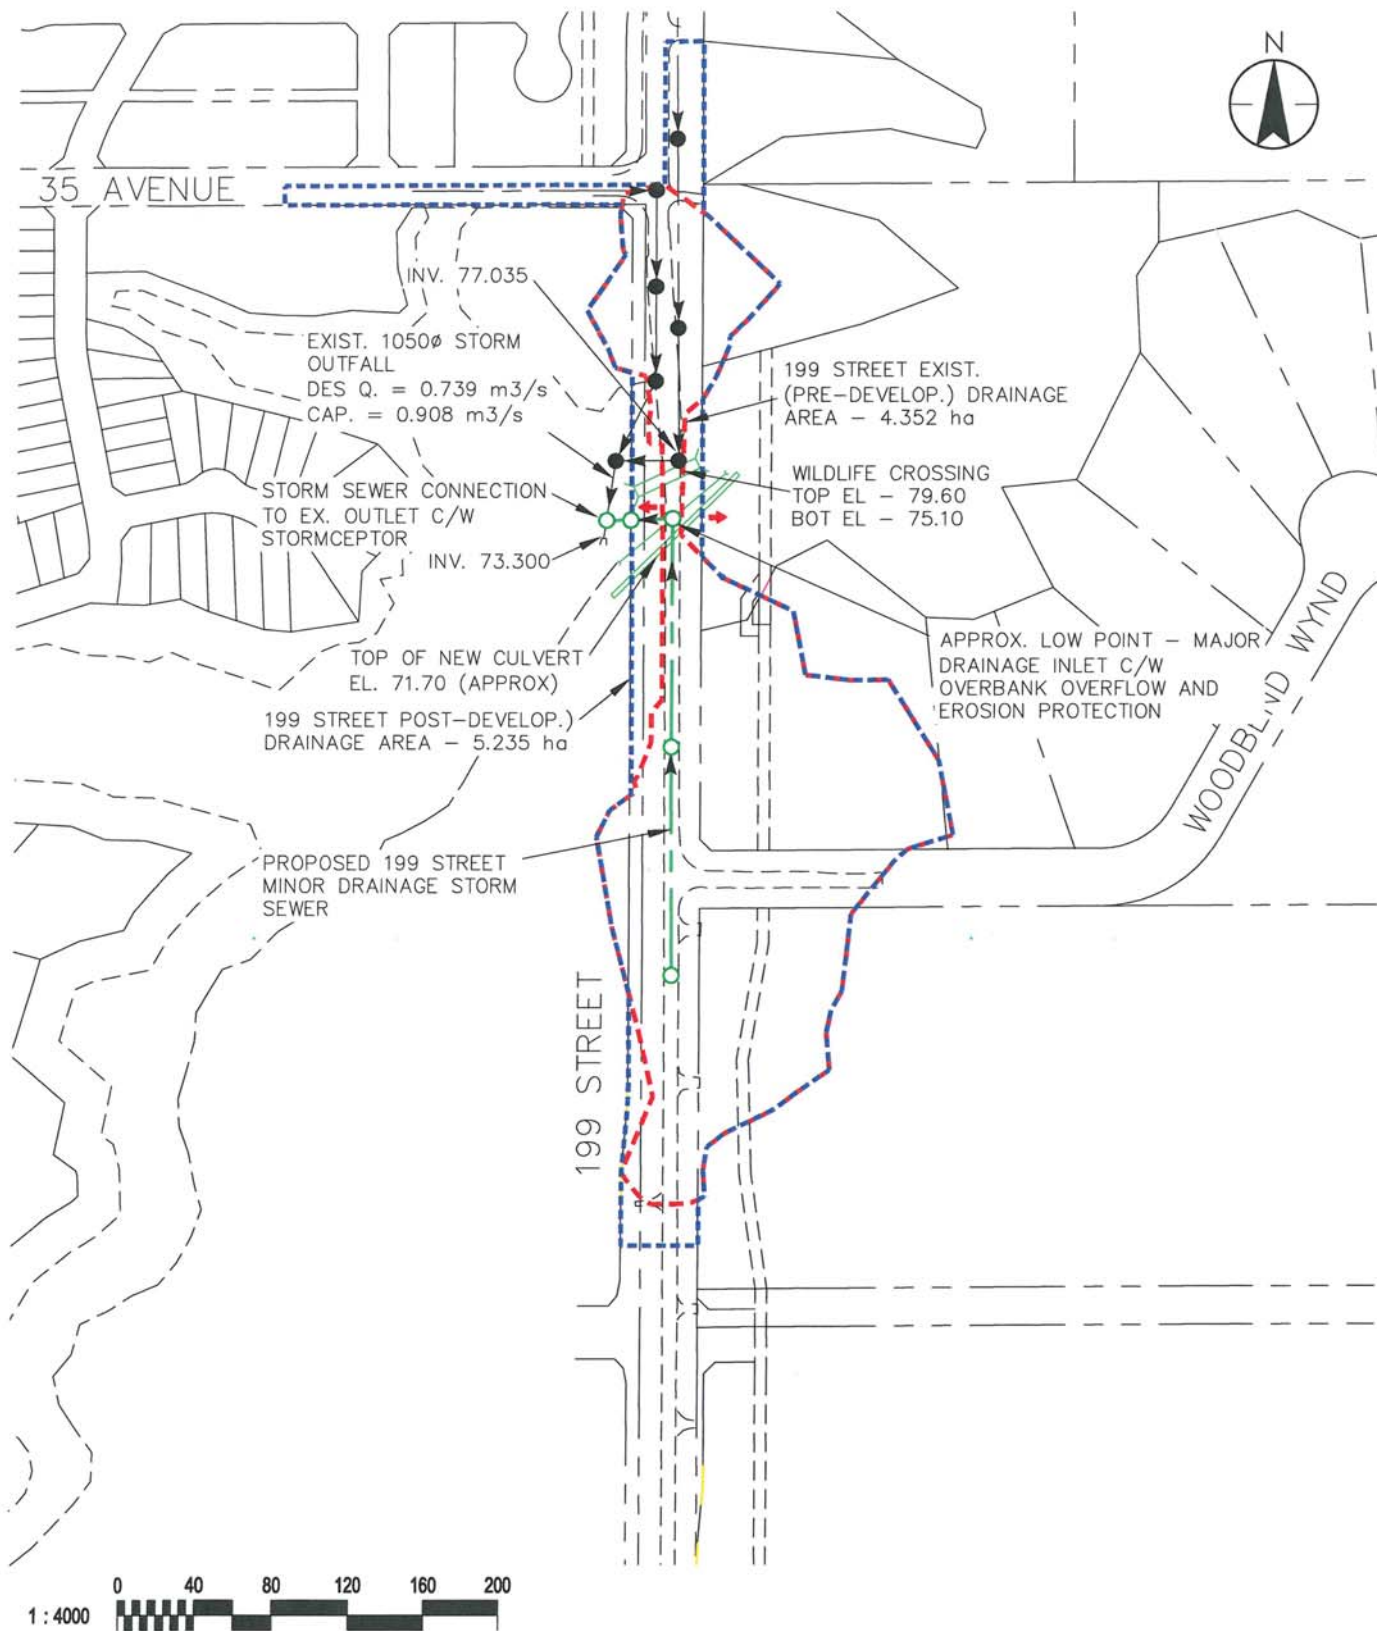 N
35 AVENUE
INV. 77.035
EXIST. 1050ø STORM
OUTFALL
DES Q. = 0.739 m3/s
CAP. = 0.908 m3/s
199 STREET EXIST.
(PRE-DEVELOP.) DRAINAGE
AREA - 4.352 ha
WILDLIFE CROSSING
TOP EL - 79.60
BOT EL - 75.10
STORM SEWER CONNECTION
TO EX. OUTLET C/W
STORMCEPTOR
INV. 73.300
TOP OF NEW CULVERT
EL. 71.70 (APPROX)
199 STREET POST-DEVELOP.)
DRAINAGE AREA - 5.235 ha
APPROX. LOW POINT - MAJOR
DRAINAGE INLET C/W
OVERBANK OVERFLOW AND
EROSION PROTECTION
WOODBEND WYND
PROPOSED 199 STREET
MINOR DRAINAGE STORM
SEWER
199 STREET
0 40 80 120 160 200
1 : 4000